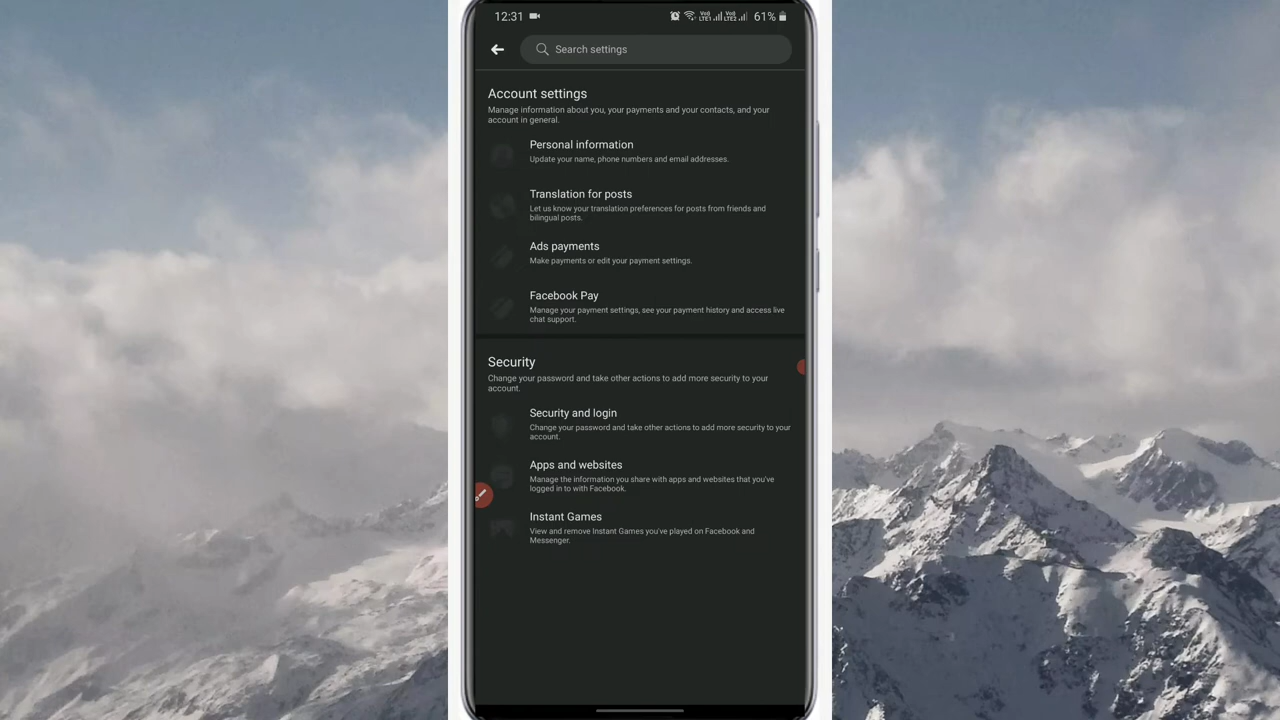 12:31
61%
Search settings
Account settings
Manage information about you, your payments and your contacts, and your
account in general.
Personal information
Update your name, phone numbers and email addresses.
Translation for posts
Let us know your translation preferences for posts from friends and
bilingual posts.
Ads payments
Make payments or edit your payment settings.
Facebook Pay
Manage your payment settings, see your payment history and access live
chat support.
Security
Change your password and take other actions to add more security to your
account.
Security and login
Change your password and take other actions to add more security to your
account.
Apps and websites
Manage the information you share with apps and websites that you've
logged in to with Facebook.
Instant Games
View and remove Instant Games you've played on Facebook and
Messenger.